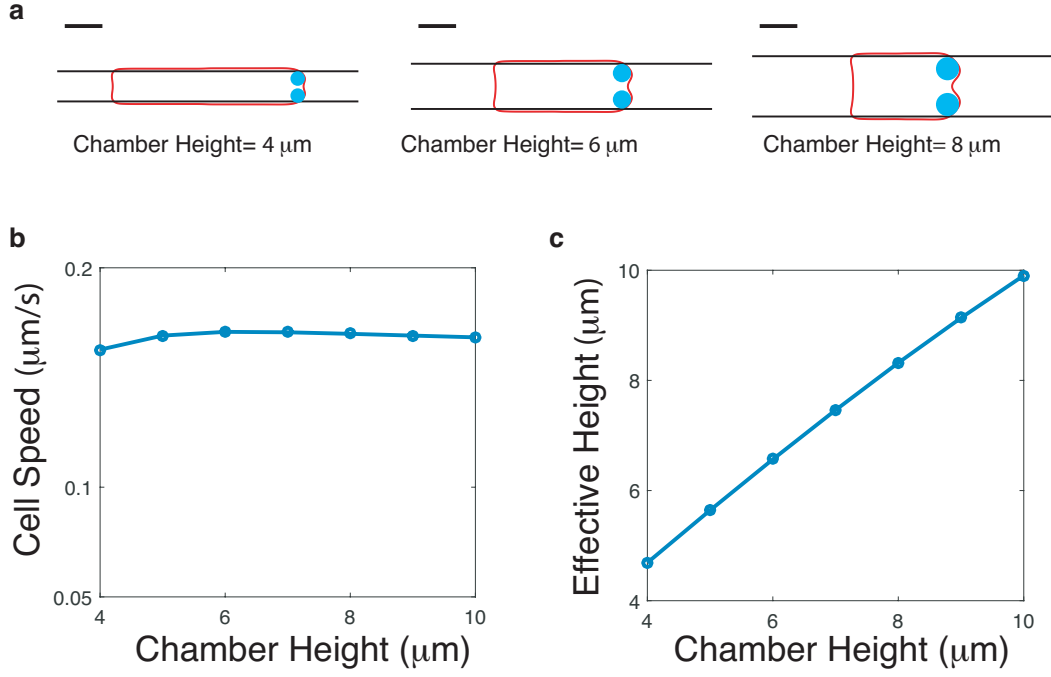 a
Chamber Height= 4 μm
Chamber Height= 6 μm
Chamber Height= 8 μm
b
0.2
0.1
0.05
4
6
8
10
Cell Speed (μm/s)
Chamber Height (μm)
c
10
8
6
4
4
6
8
10
Effective Height (μm)
Chamber Height (μm)